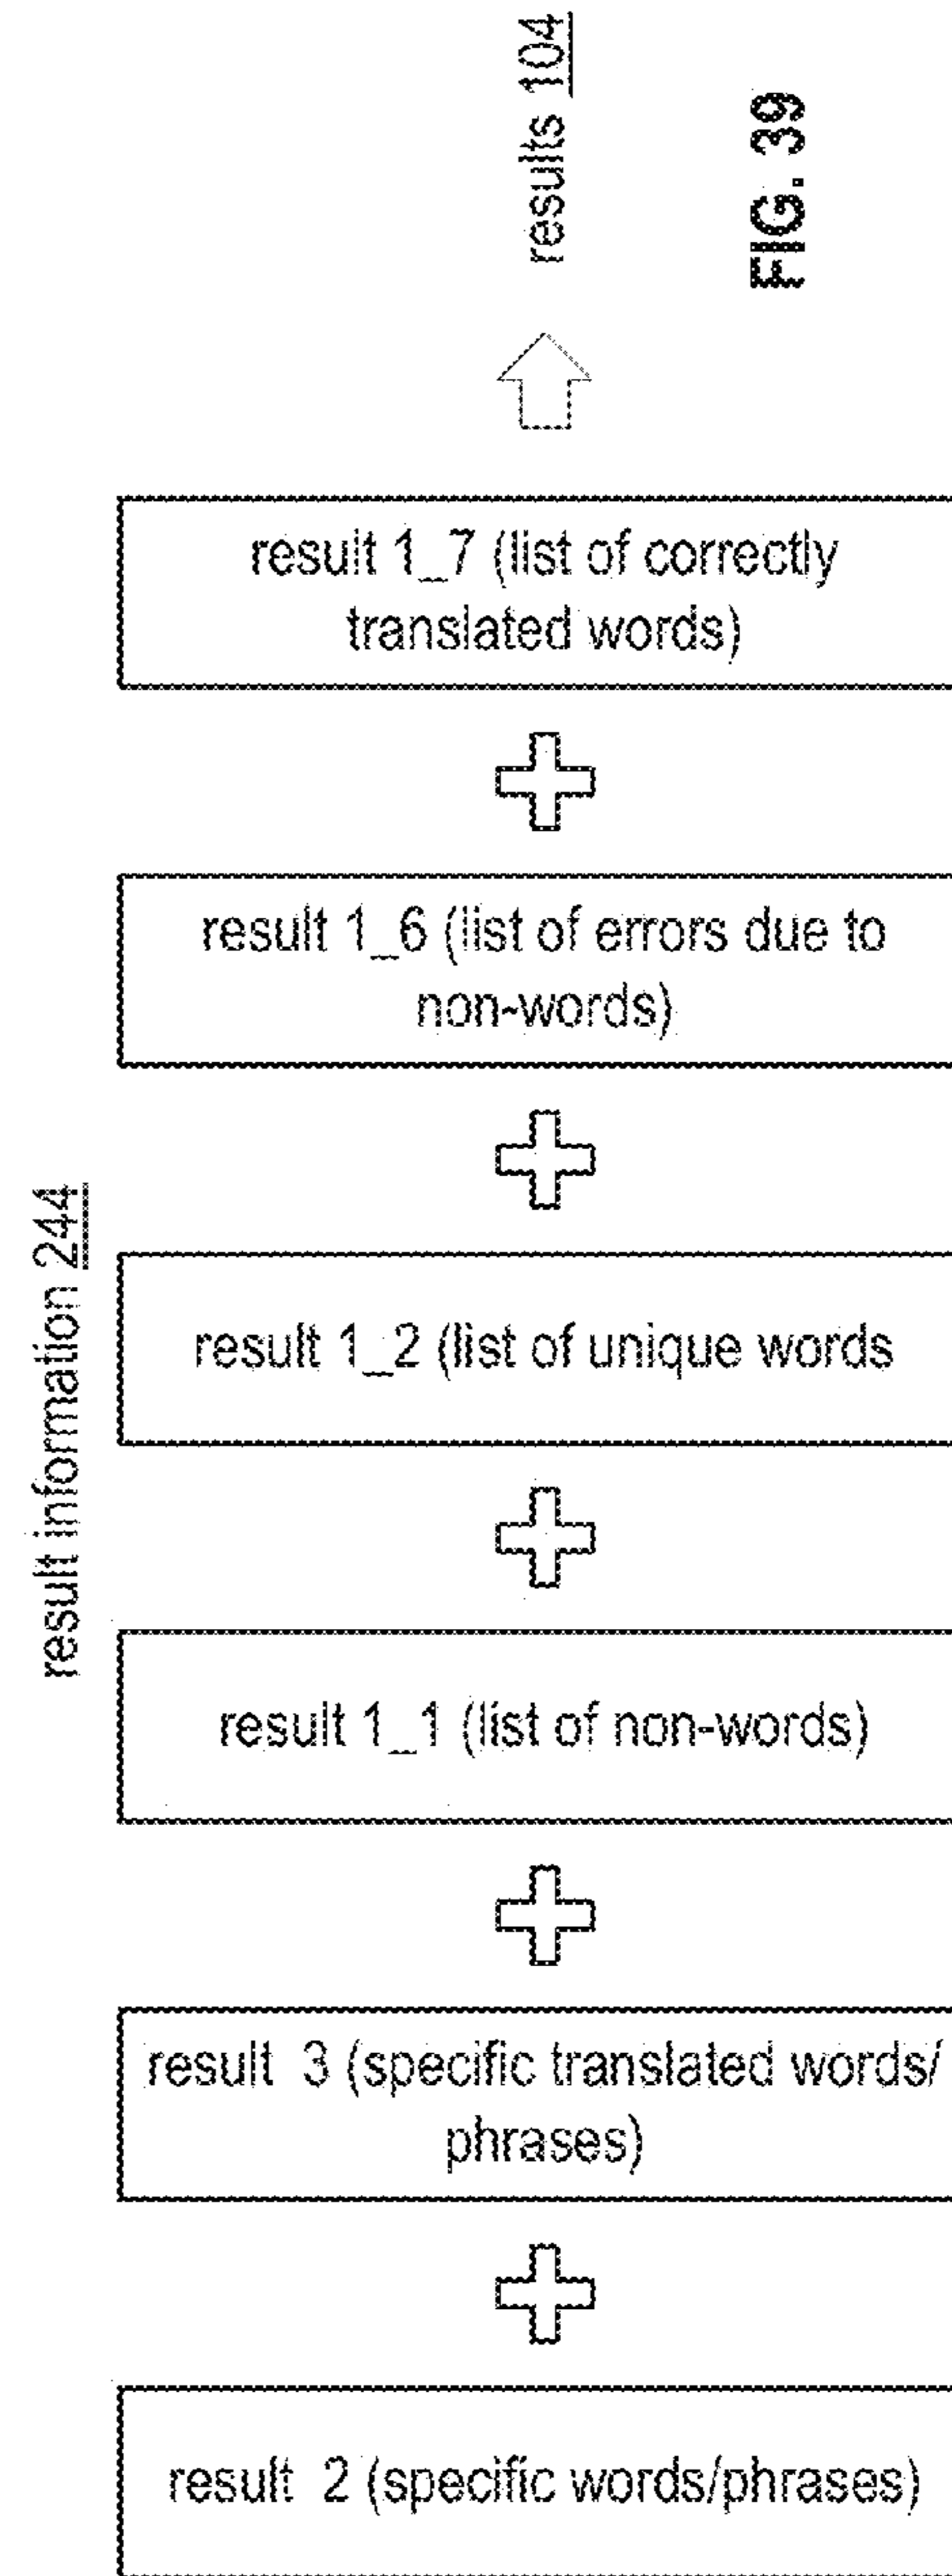 results 104
FIG. 39
result 1_7 (list of correctly
translated words)
result 1_6 (list of errors due to
non-words)
result information 244
result 1_2 (list of unique words
result 1_1 (list of non-words)
result 3 (specific translated words/
phrases)
result 2 (specific words/phrases)